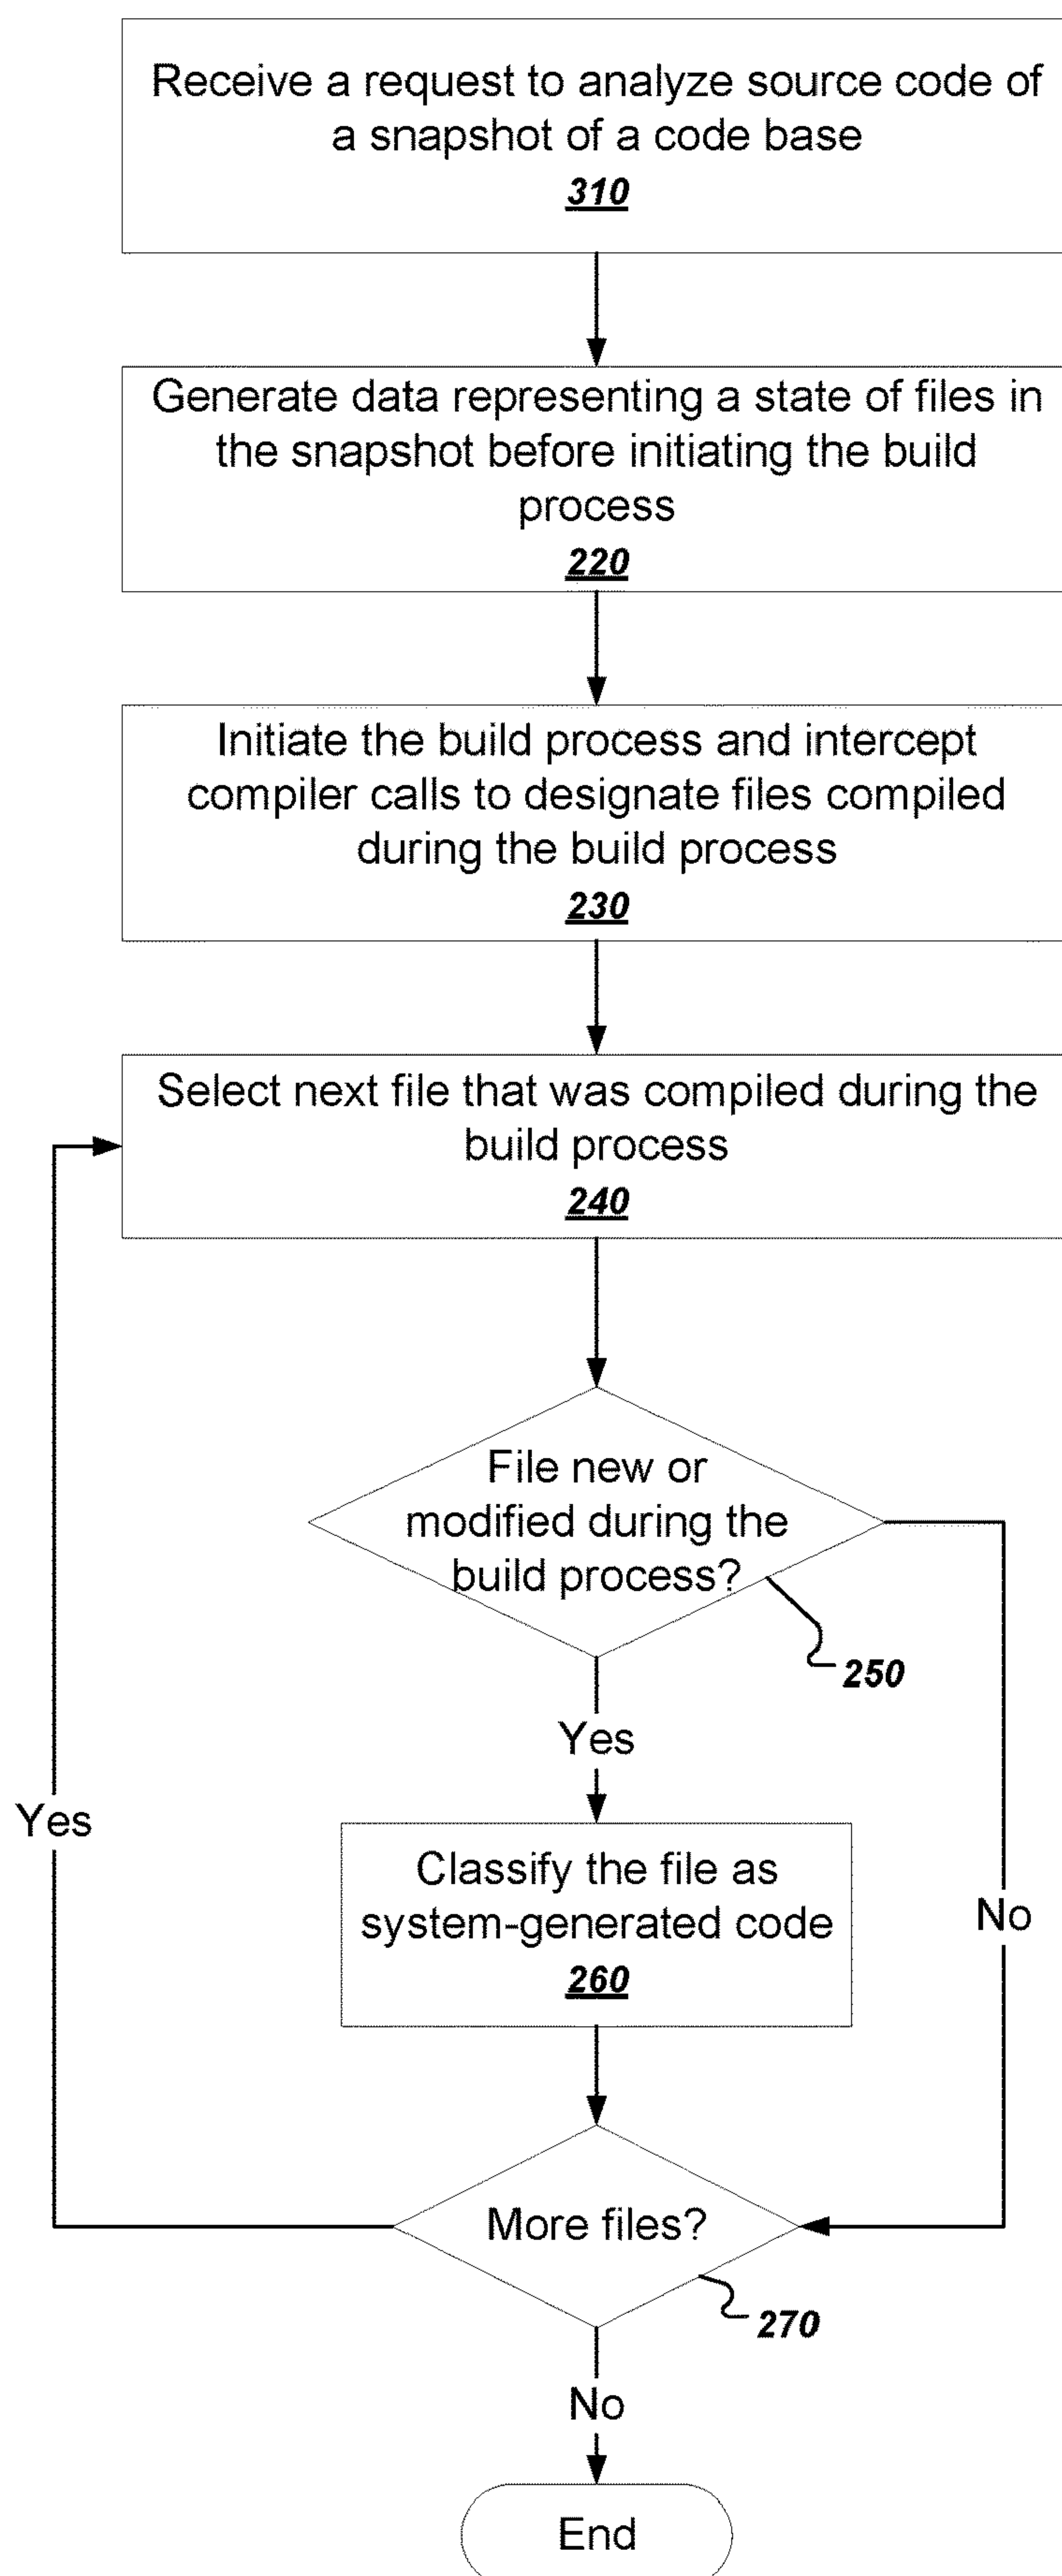 Receive a request to analyze source code of
a snapshot of a code base
310
Generate data representing a state of files in
the snapshot before initiating the build
process
220
Initiate the build process and intercept
compiler calls to designate files compiled
during the build process
230
Select next file that was compiled during the
build process
240
File new or
modified during the
build process?
250
Yes
Yes
Classify the file as
system-generated code
260
No
More files?
270
No
End